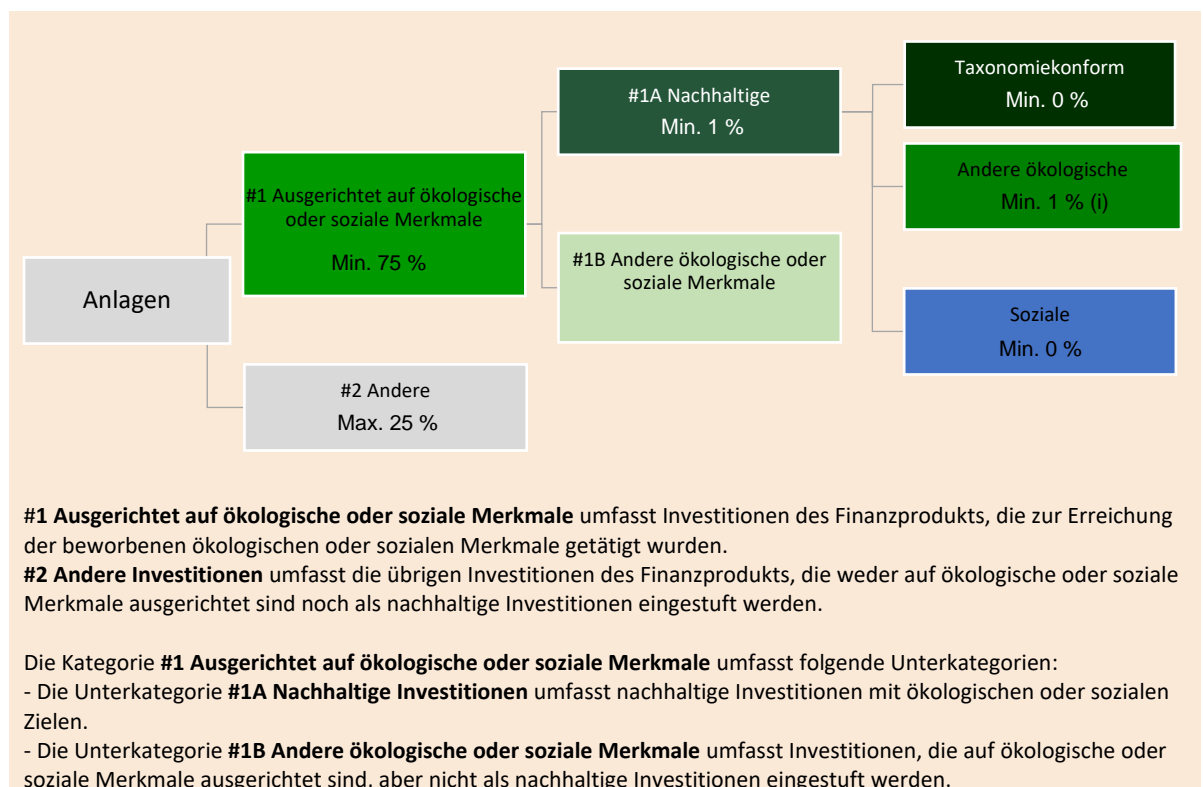 Anlagen
#1 Ausgerichtet auf ökologische
oder soziale Merkmale
Min. 75 %
#2 Andere
Max. 25 %
#1A Nachhaltige
Min. 1 %
#1B Andere ökologische oder
soziale Merkmale
Taxonomiekonform
Min. 0 %
Andere ökologische
Min. 1 % (i)
Soziale
Min. 0 %
#1 Ausgerichtet auf ökologische oder soziale Merkmale umfasst Investitionen des Finanzprodukts, die zur Erreichung
der beworbenen ökologischen oder sozialen Merkmale getätigt wurden.
#2 Andere Investitionen umfasst die übrigen Investitionen des Finanzprodukts, die weder auf ökologische oder soziale
Merkmale ausgerichtet sind noch als nachhaltige Investitionen eingestuft werden.
Die Kategorie #1 Ausgerichtet auf ökologische oder soziale Merkmale umfasst folgende Unterkategorien:
- Die Unterkategorie #1A Nachhaltige Investitionen umfasst nachhaltige Investitionen mit ökologischen oder sozialen
Zielen.
- Die Unterkategorie #1B Andere ökologische oder soziale Merkmale umfasst Investitionen, die auf ökologische oder
soziale Merkmale ausgerichtet sind, aber nicht als nachhaltige Investitionen eingestuft werden.